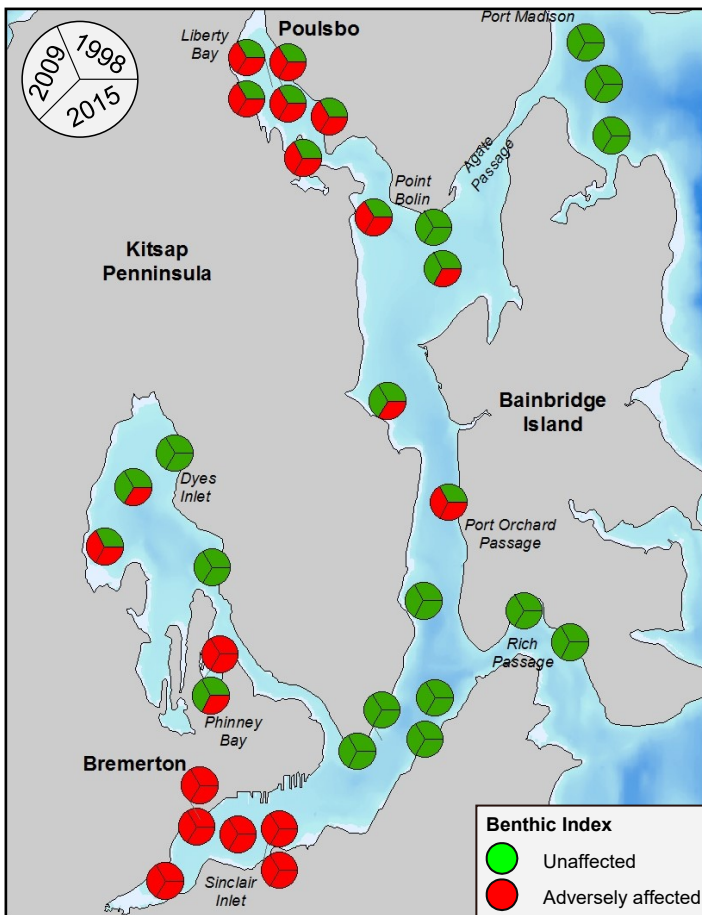 Port Madison
Poulsbo
Liberty
Bay
2009
1998
2015
Agate
Passage
Point
Bolin
Kitsap
Penninsula
Bainbridge
Island
Dyes
Inlet
Port Orchard
Passage
Rich
Passage
Phinney
Bay
Bremerton
Sinclair
Inlet
Benthic Index
Unaffected
Adversely affected